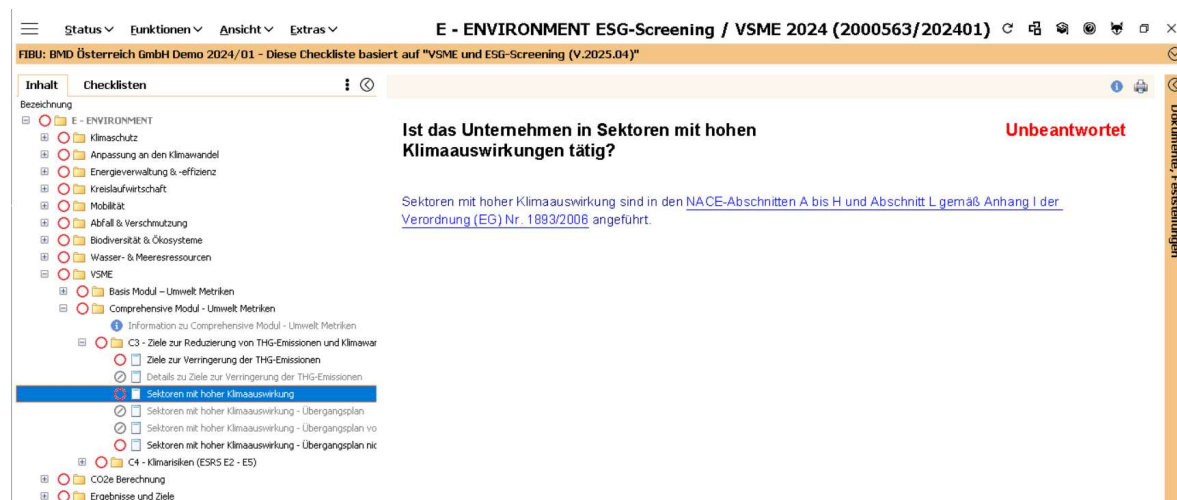 Status Funktionen Ansicht Extras E - ENVIRONMENT ESG-Screening / VSME 2024 (2000563/202401)
FIBU: BMD Österreich GmbH Demo 2024/01 - Diese Checkliste basiert auf "VSME und ESG-Screening (V.2025.04)"
Inhalt Checklisten
Bezeichnung
E - ENVIRONMENT
Klimaschutz
Anpassung an den Klimawandel
Energieverwaltung & -effizienz
Kreislaufwirtschaft
Mobilität
Abfall & Verschmutzung
Biodiversität & Ökosysteme
Wasser- & Meeresressourcen
VSME
Basis Modul – Umwelt Metriken
Comprehensive Modul - Umwelt Metriken
Information zu Comprehensive Modul - Umwelt Metriken
C3 - Ziele zur Reduzierung von THG-Emissionen und Klimawar
Ziele zur Verringerung der THG-Emissionen
Details zu Ziele zur Verringerung der THG-Emissionen
Sektoren mit hoher Klimaauswirkung
Sektoren mit hoher Klimaauswirkung - Übergangsplan
Sektoren mit hoher Klimaauswirkung - Übergangsplan vo
Sektoren mit hoher Klimaauswirkung - Übergangsplan nic
C4 - Klimarisiken (ESRS E2 - E5)
CO2e Berechnung
Ergebnisse und Ziele
Ist das Unternehmen in Sektoren mit hohen
Klimaauswirkungen tätig?
Unbeantwortet
Sektoren mit hoher Klimaauswirkung sind in den NACE-Abschnitten A bis H und Abschnitt L gemäß Anhang I der
Verordnung (EG) Nr. 1893/2006 angeführt.
Dokumente, Feststellungen